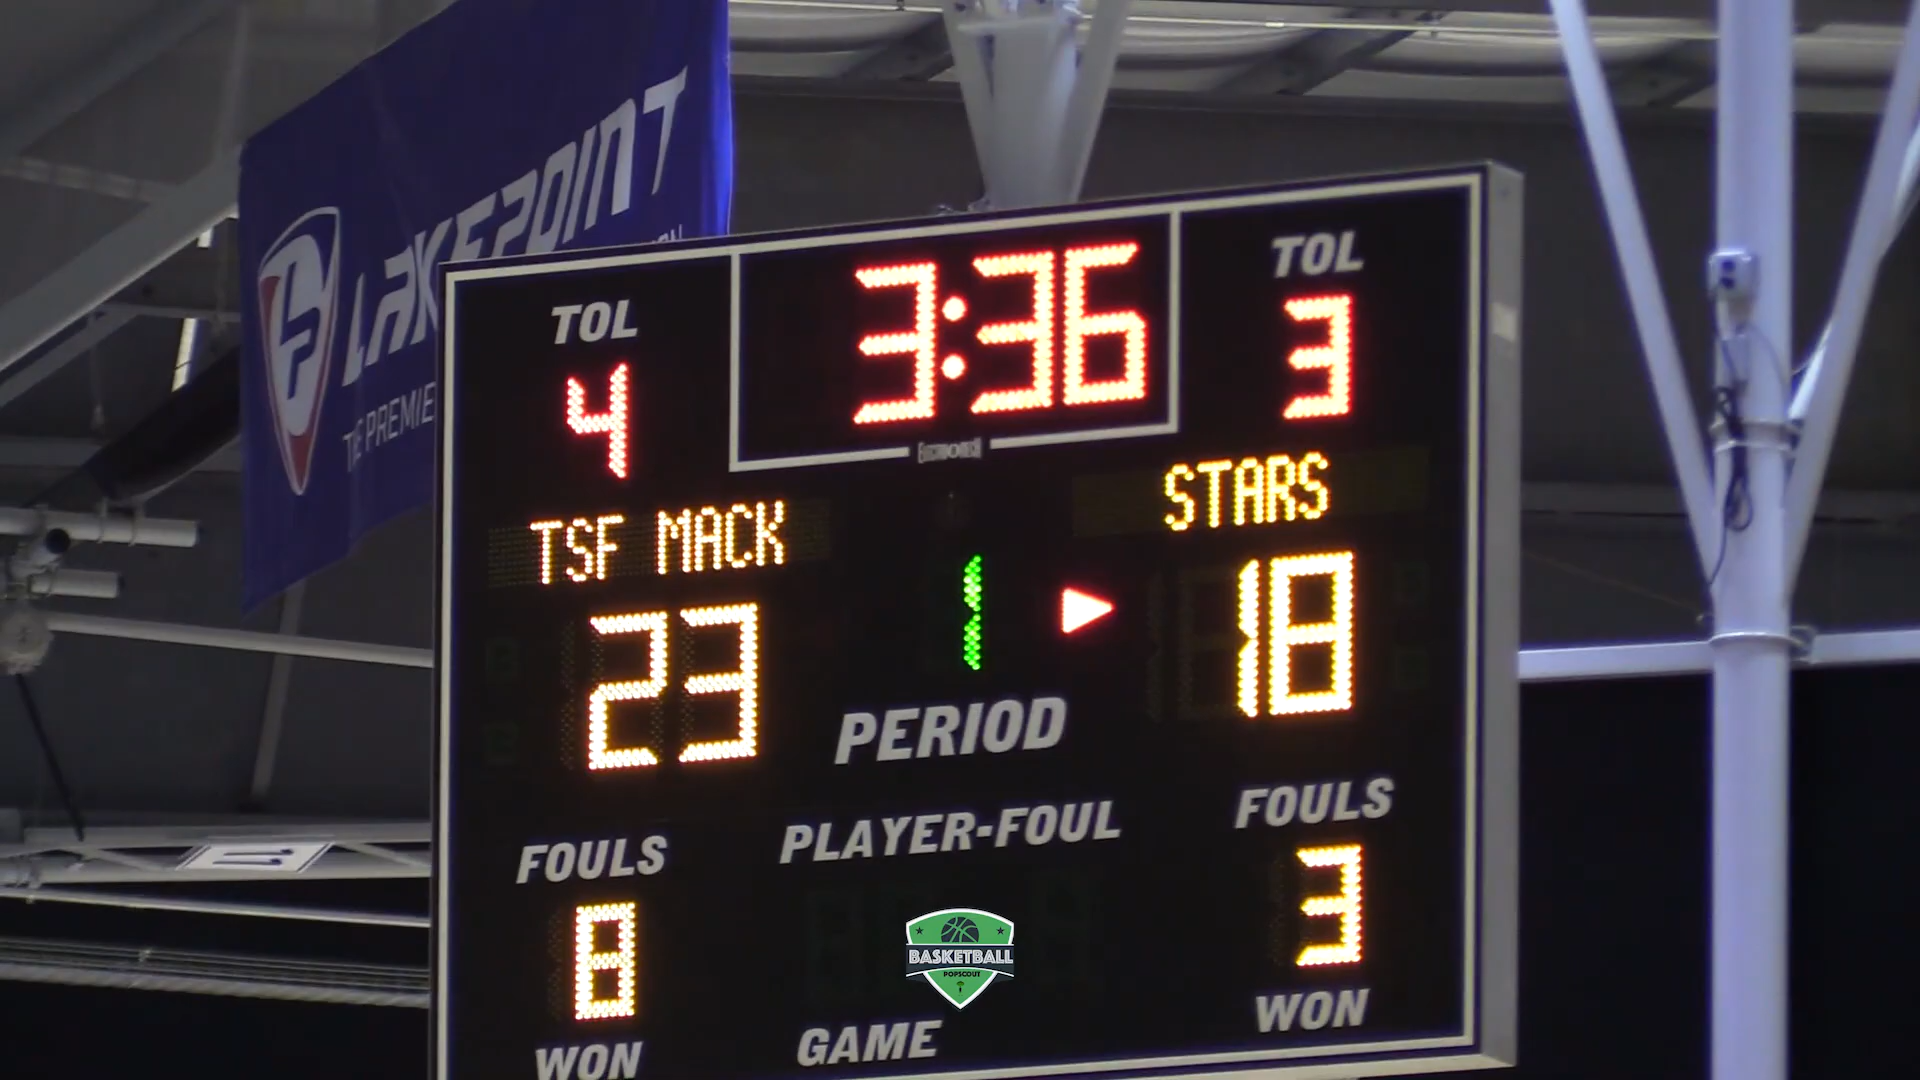 LAKEPOINT
THE PREMIE
TOL
3:36
TOL
4
3
TSF MACK
STARS
23
1
18
PERIOD
FOULS
PLAYER-FOUL
FOULS
8
3
BASKETBALL
POPSCOUT
WON
GAME
WON